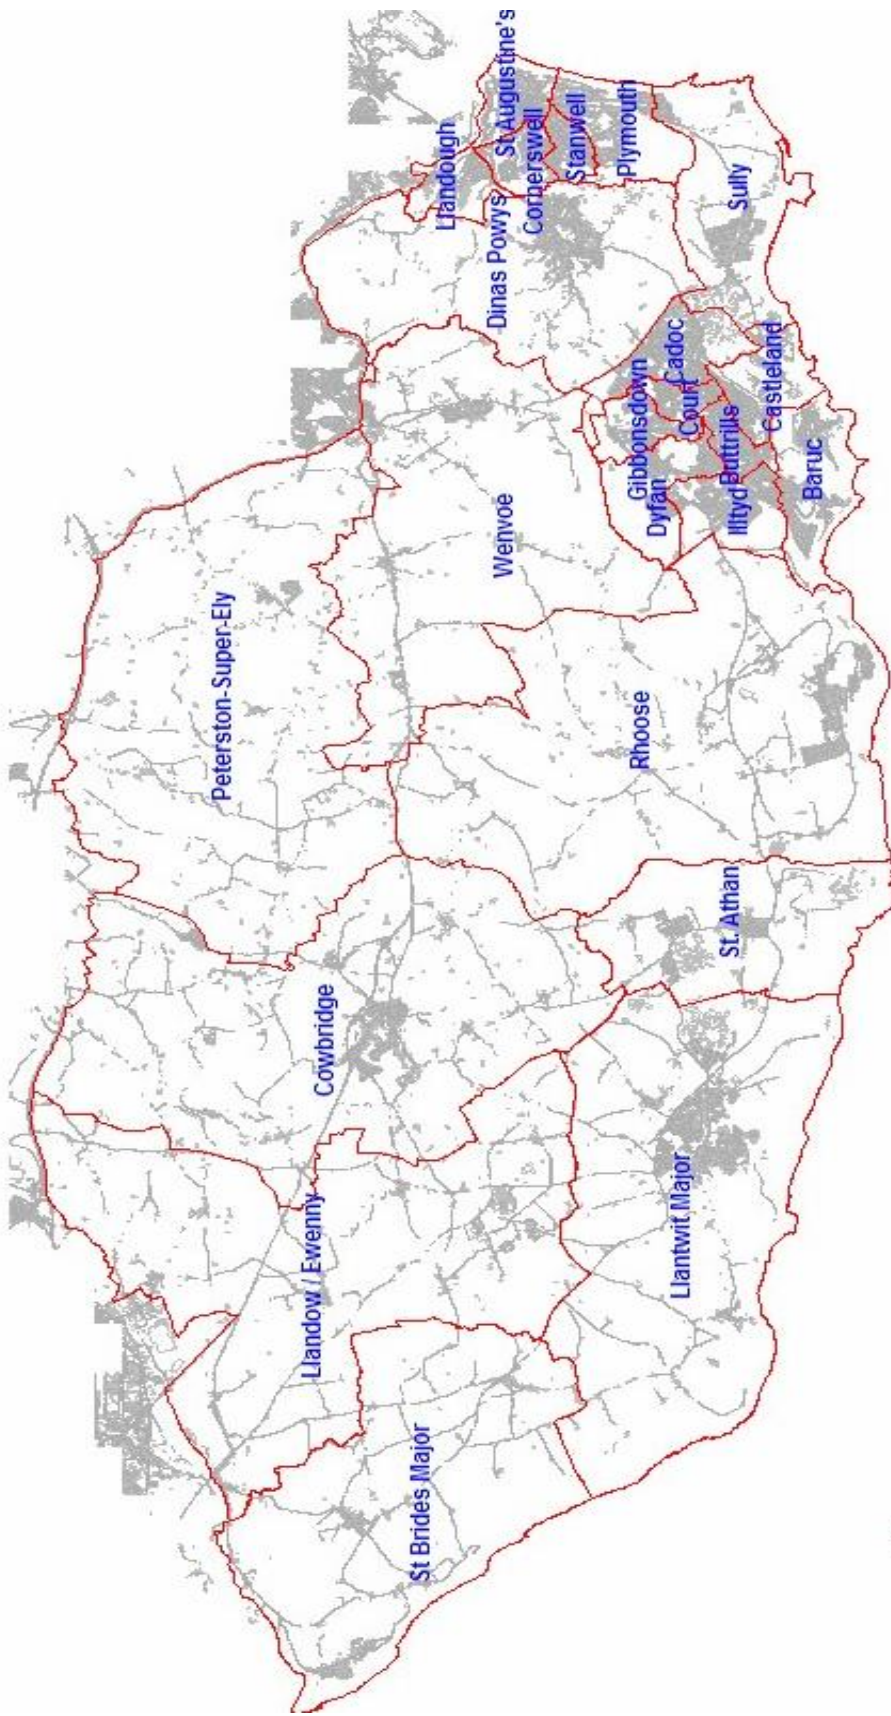 St Augustine's
Llandough
Cornerswell
Stanwell
Plymouth
Dinas Powys
Sully
Gibbonsdown
Cadoc
Court
Castleland
Buttrills
Dyfan
Illtyd
Baruc
Wenvoe
Peterston-Super-Ely
Rhoose
St. Athan
Cowbridge
Llantwit Major
Llandow / Ewenny
St Brides Major